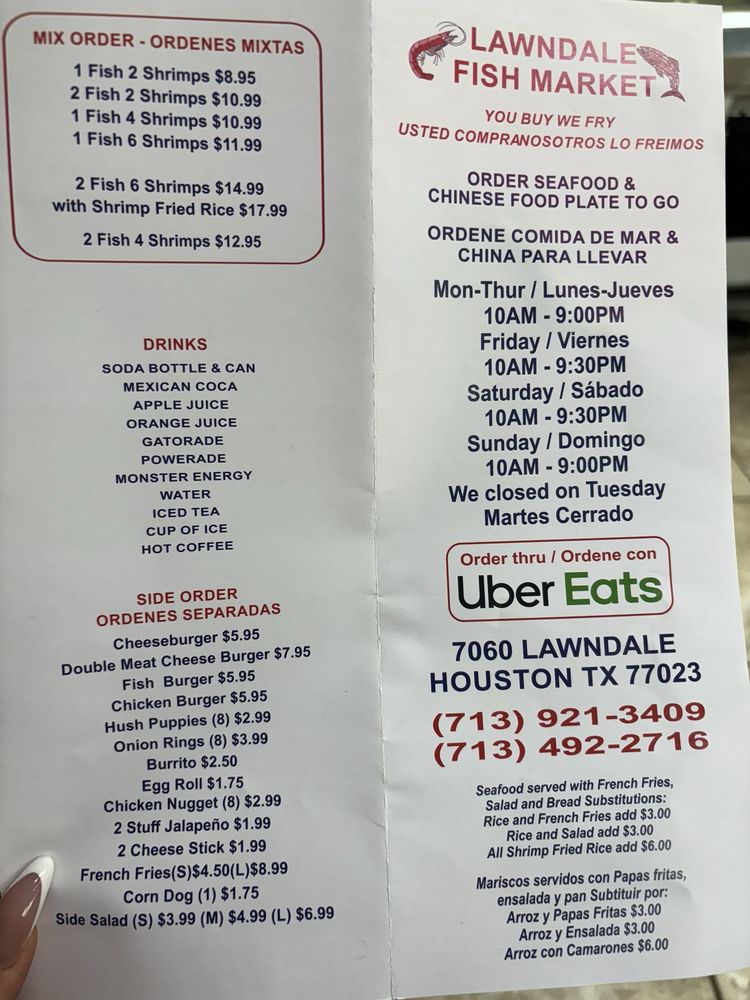 MIX ORDER - ORDENES MIXTAS
1 Fish 2 Shrimps $8.95
2 Fish 2 Shrimps $10.99
1 Fish 4 Shrimps $10.99
1 Fish 6 Shrimps $11.99
2 Fish 6 Shrimps $14.99
with Shrimp Fried Rice $17.99
2 Fish 4 Shrimps $12.95
DRINKS
SODA BOTTLE & CAN
MEXICAN COCA
APPLE JUICE
ORANGE JUICE
GATORADE
POWERADE
MONSTER ENERGY
WATER
ICED TEA
CUP OF ICE
HOT COFFEE
SIDE ORDER
ORDENES SEPARADAS
Cheeseburger $5.95
Double Meat Cheese Burger $7.95
Fish Burger $5.95
Chicken Burger $5.95
Hush Puppies (8) $2.99
Onion Rings (8) $3.99
Burrito $2.50
Egg Roll $1.75
Chicken Nugget (8) $2.99
2 Stuff Jalapeño $1.99
2 Cheese Stick $1.99
French Fries(S)$4.50(L)$8.99
Corn Dog (1) $1.75
Side Salad (S) $3.99 (M) $4.99 (L) $6.99
LAWNDALE
FISH MARKET
YOU BUY WE FRY
USTED COMPRANOSOTROS LO FREIMOS
ORDER SEAFOOD &
CHINESE FOOD PLATE TO GO
ORDENE COMIDA DE MAR &
CHINA PARA LLEVAR
Mon-Thur / Lunes-Jueves
10AM - 9:00PM
Friday / Viernes
10AM - 9:30PM
Saturday / Sábado
10AM - 9:30PM
Sunday / Domingo
10AM - 9:00PM
We closed on Tuesday
Martes Cerrado
Order thru / Ordene con
Uber Eats
7060 LAWNDALE
HOUSTON TX 77023
(713) 921-3409
(713) 492-2716
Seafood served with French Fries,
Salad and Bread Substitutions:
Rice and French Fries add $3.00
Rice and Salad add $3.00
All Shrimp Fried Rice add $6.00
Mariscos servidos con Papas fritas,
ensalada y pan Subtituir por:
Arroz y Papas Fritas $3.00
Arroz y Ensalada $3.00
Arroz con Camarones $6.00